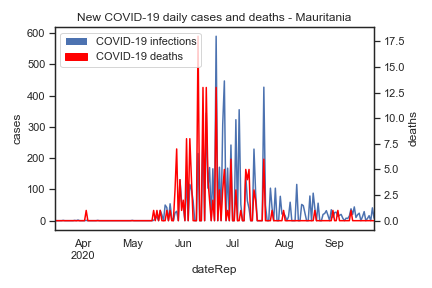 New COVID-19 daily cases and deaths - Mauritania
COVID-19 infections
COVID-19 deaths
600
500
400
300
200
100
0
cases
17.5
15.0
12.5
10.0
7.5
5.0
2.5
0.0
deaths
Apr
2020
May
Jun
Jul
Aug
Sep
dateRep